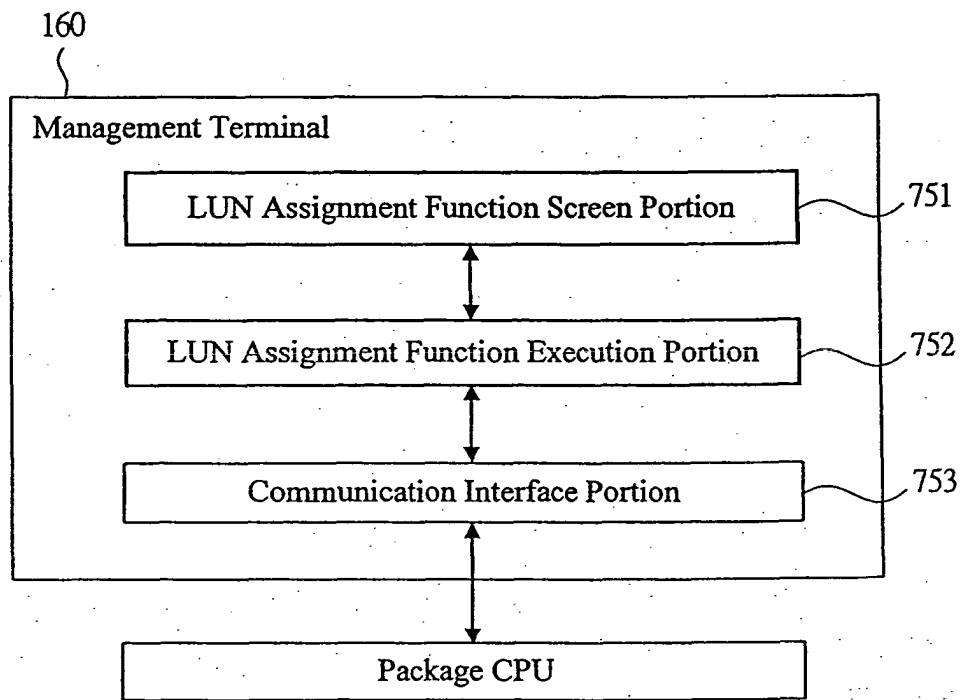 160
Management Terminal
LUN Assignment Function Screen Portion
751
LUN Assignment Function Execution Portion
752
Communication Interface Portion
753
Package CPU